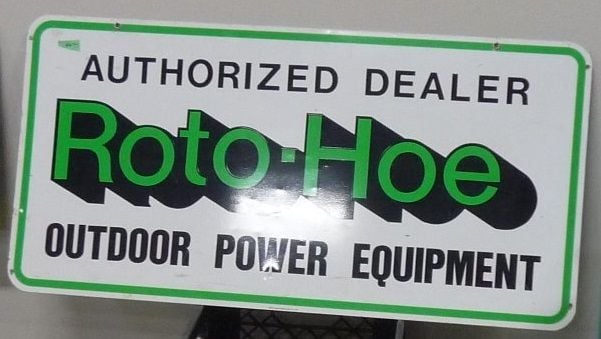 AUTHORIZED DEALER
Roto-Hoe
OUTDOOR POWER EQUIPMENT